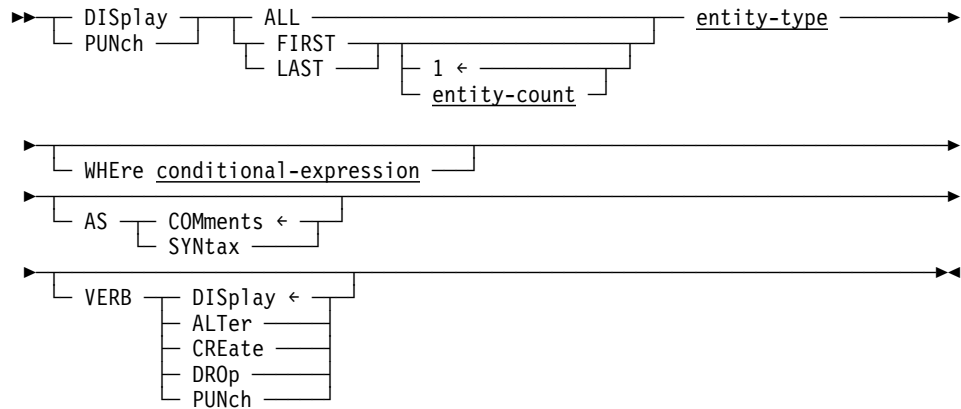 DISplay ALL entity-type
PUNch FIRST
LAST 1 ←
entity-count
WHEre conditional-expression
AS COMments ←
SYNtax
VERB DISplay ←
ALTer
CREate
DROp
PUNch